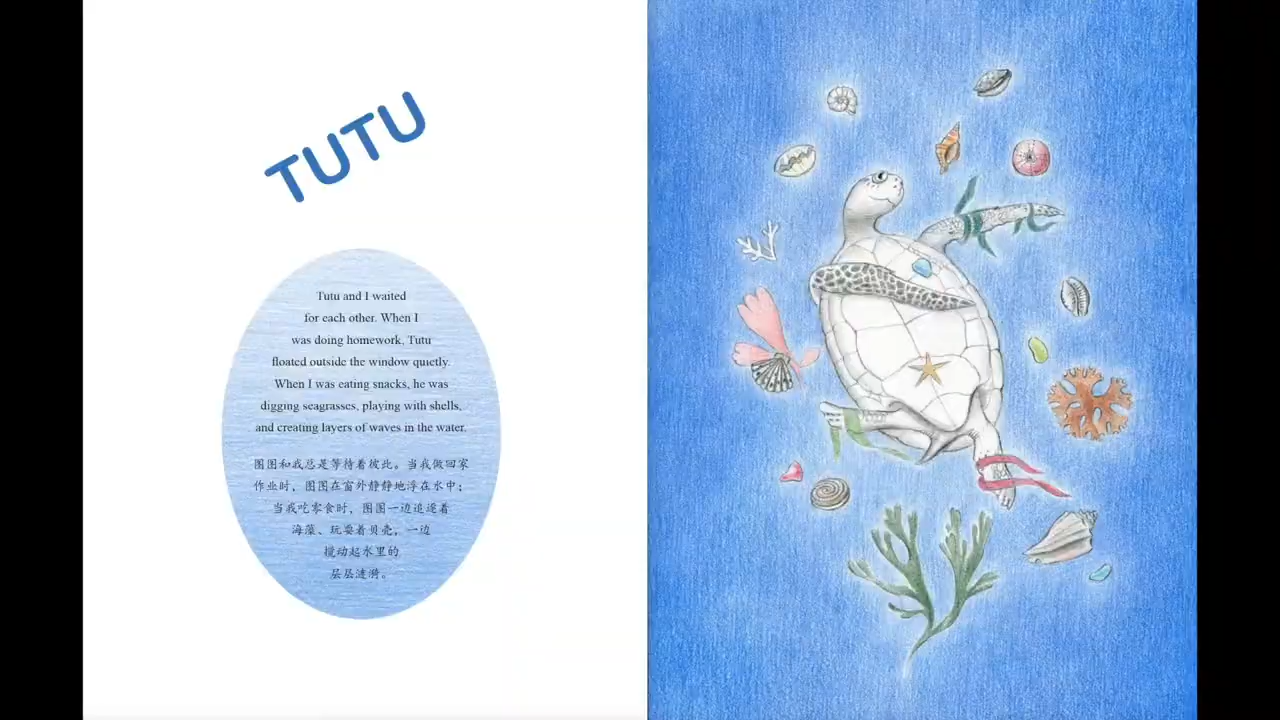 TUTU
Tutu and I waited
for each other. When I
was doing homework, Tutu
floated outside the window quietly.
When I was eating snacks, he was
digging seagrasses, playing with shells,
and creating layers of waves in the water.
图图和我总是等待着彼此。当我做回家
作业时，图图在窗外静静地浮在水中；
当我吃零食时，图图一边追逐着
海藻、玩耍着贝壳，一边
搅动起水里的
层层涟漪。